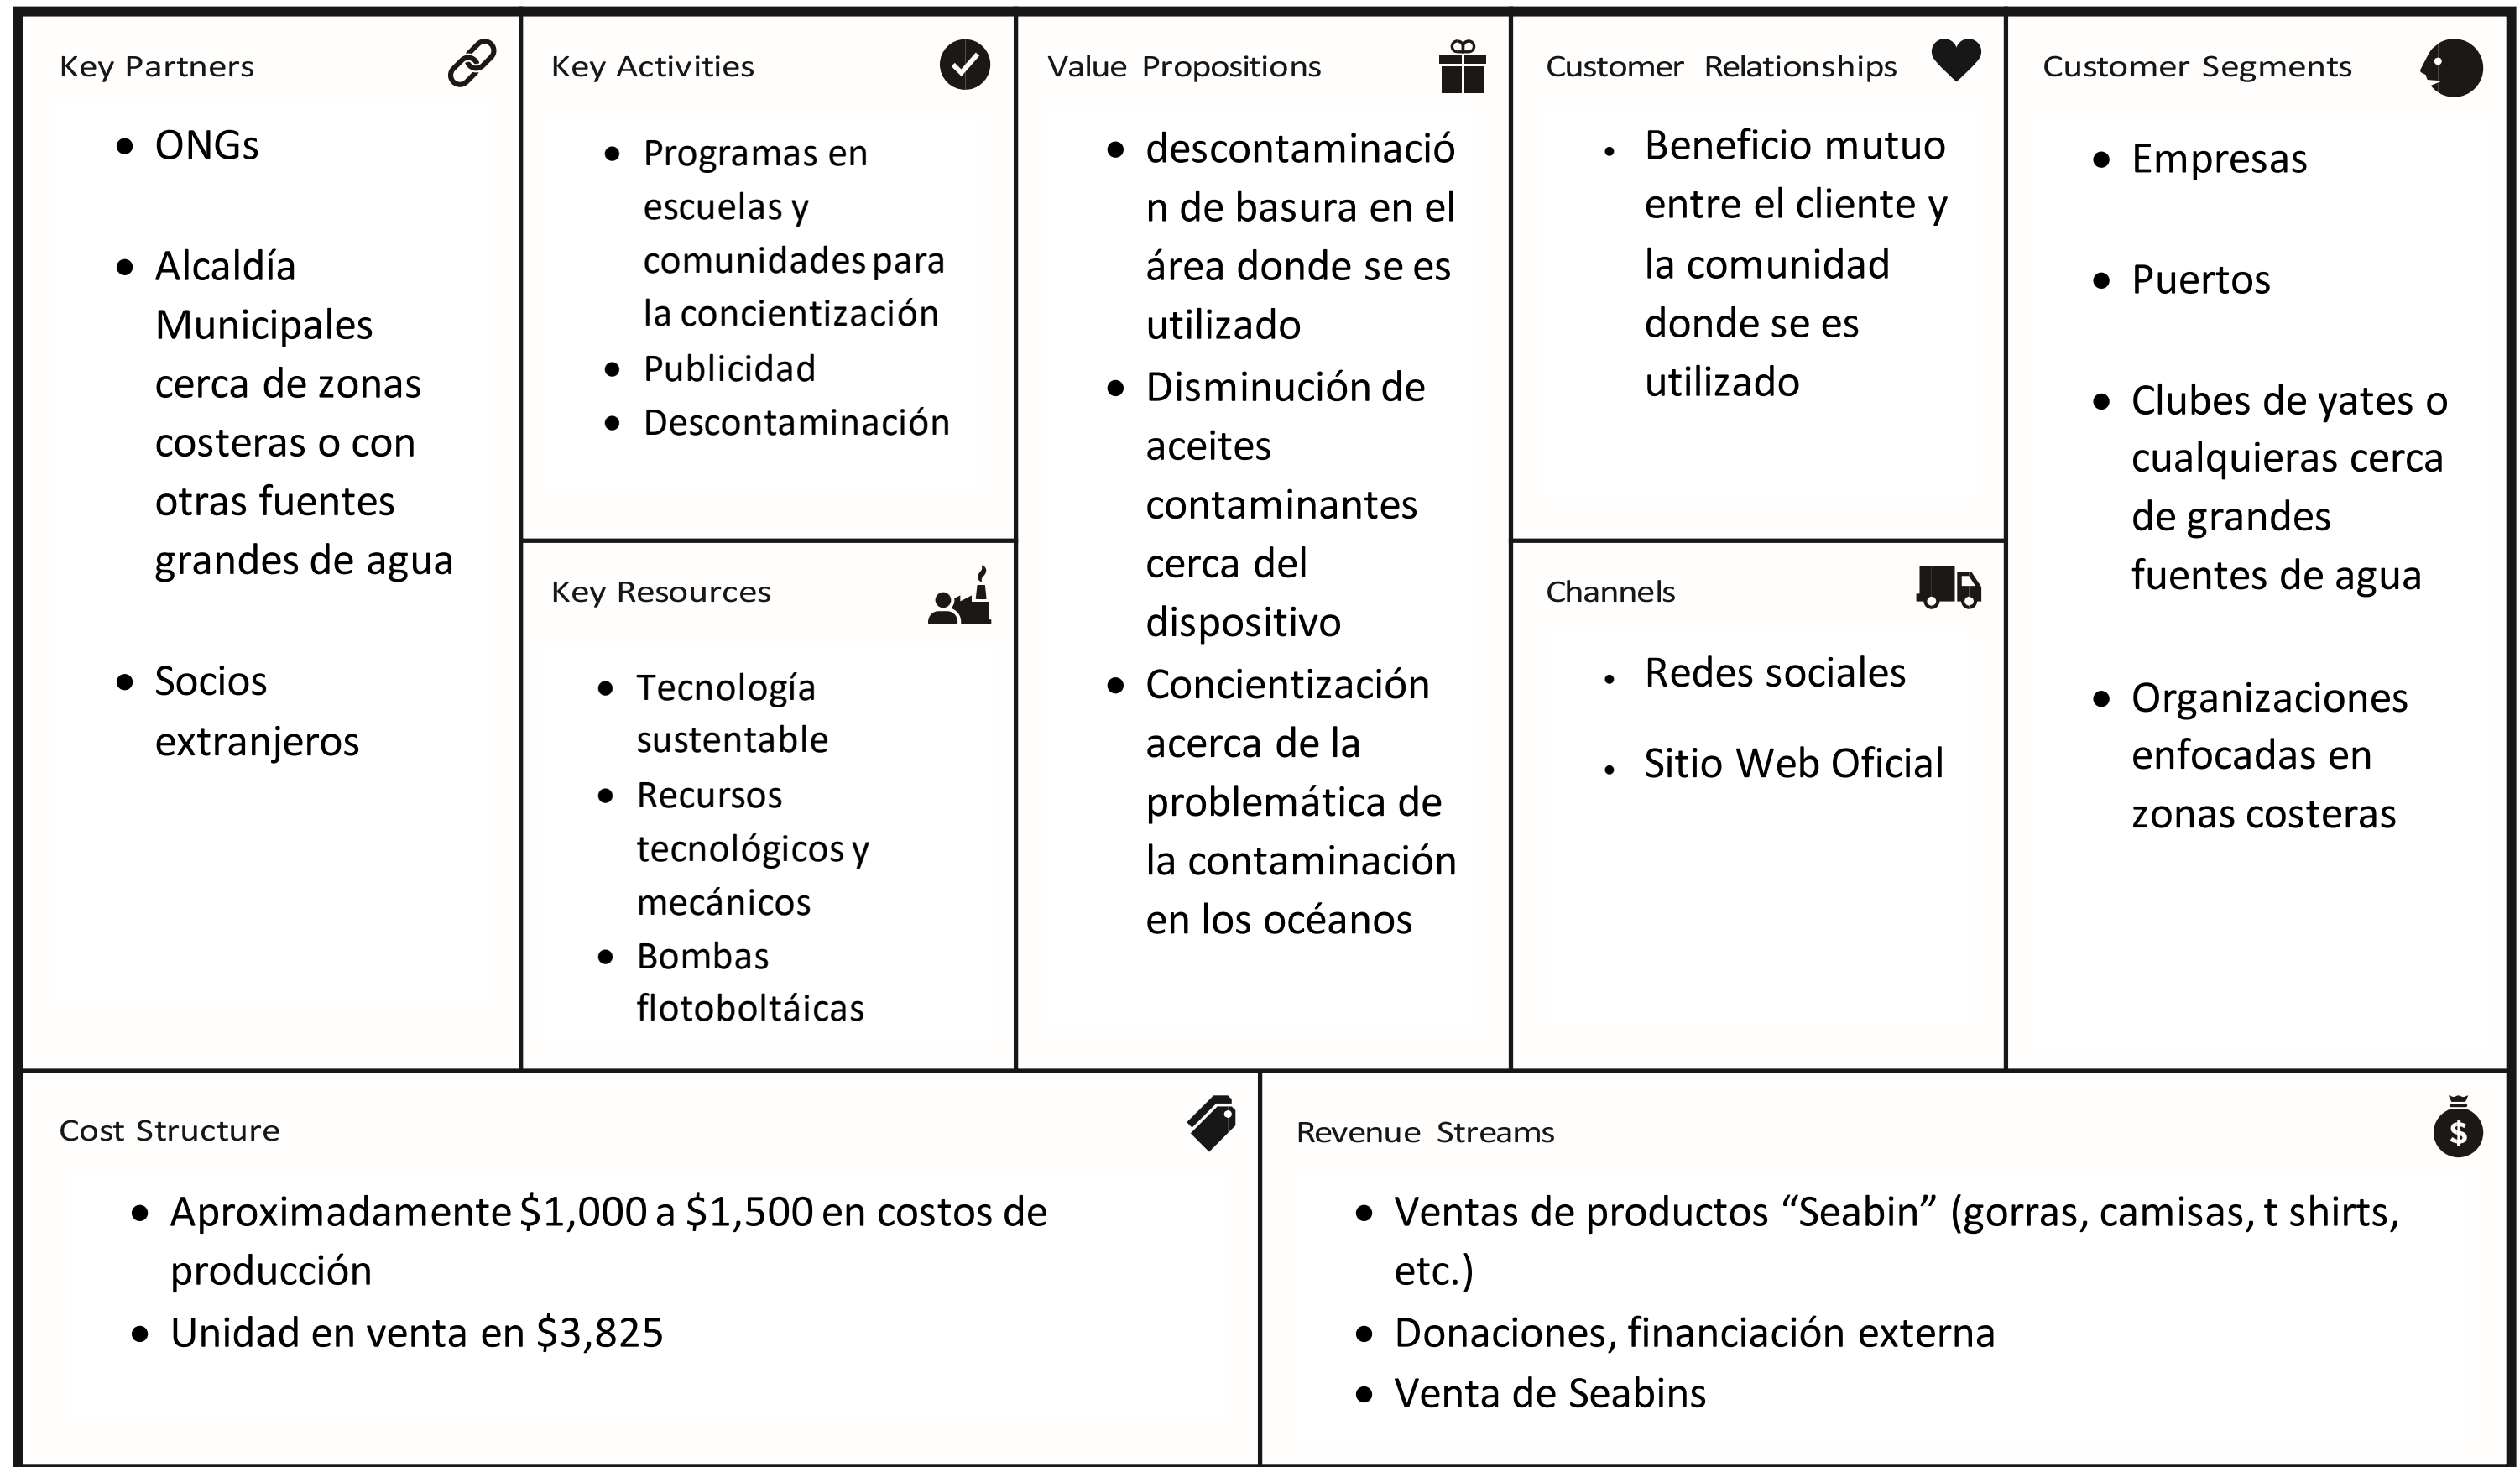 Key Partners
ONGs
Alcaldía
Municipales
cerca de zonas
costeras o con
otras fuentes
grandes de agua
Socios
extranjeros
Key Activities
Programas en
escuelas y
comunidades para
la concientización
Publicidad
Descontaminación
Key Resources
Tecnología
sustentable
Recursos
tecnológicos y
mecánicos
Bombas
flotoboltáicas
Value Propositions
descontaminació
n de basura en el
área donde se es
utilizado
Disminución de
aceites
contaminantes
cerca del
dispositivo
Concientización
acerca de la
problemática de
la contaminación
en los océanos
Customer Relationships
Beneficio mutuo
entre el cliente y
la comunidad
donde se es
utilizado
Channels
Redes sociales
Sitio Web Oficial
Customer Segments
Empresas
Puertos
Clubes de yates o
cualquieras cerca
de grandes
fuentes de agua
Organizaciones
enfocadas en
zonas costeras
Cost Structure
Aproximadamente $1,000 a $1,500 en costos de
producción
Unidad en venta en $3,825
Revenue Streams
$
Ventas de productos “Seabin” (gorras, camisas, t shirts,
etc.)
Donaciones, financiación externa
Venta de Seabins